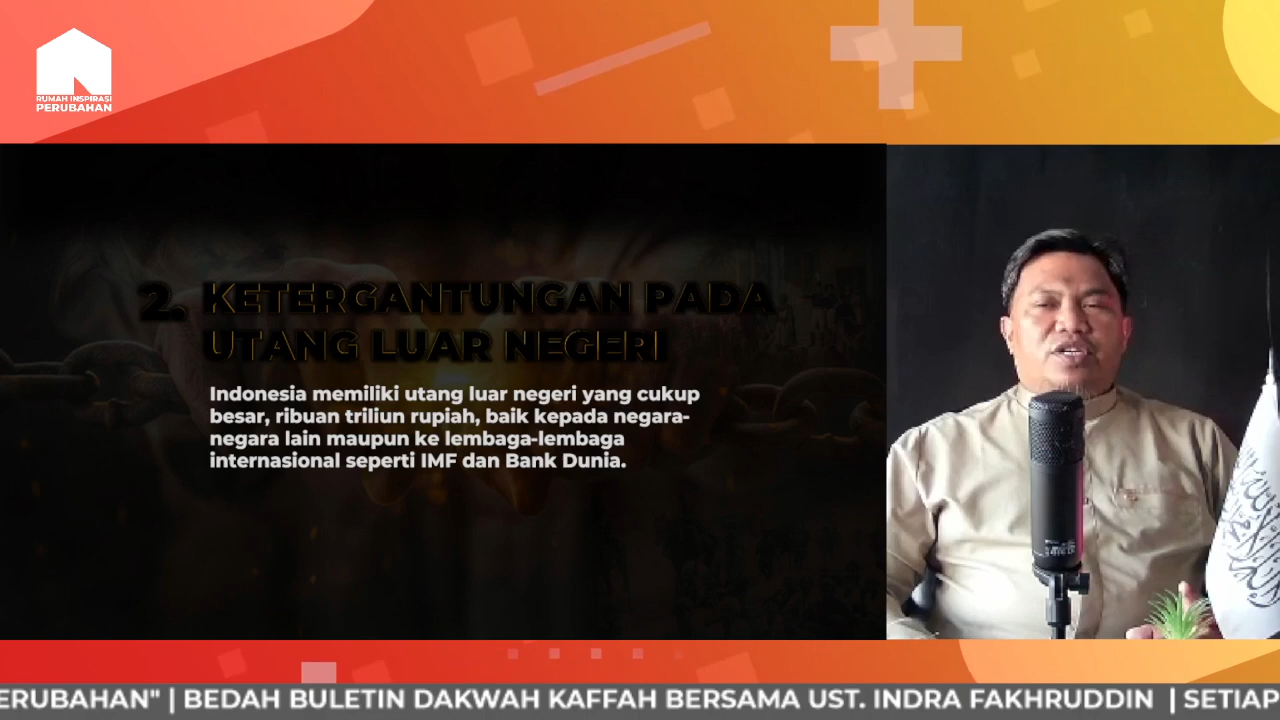 RUMAH INSPIRASI
PERUBAHAN
2. KETERGANTUNGAN PADA
UTANG LUAR NEGERI
Indonesia memiliki utang luar negeri yang cukup
besar, ribuan triliun rupiah, baik kepada negara-
negara lain maupun ke lembaga-lembaga
internasional seperti IMF dan Bank Dunia.
ERUBAHAN" | BEDAH BULETIN DAKWAH KAFFAH BERSAMA UST. INDRA FAKHRUDDIN | SETIAP